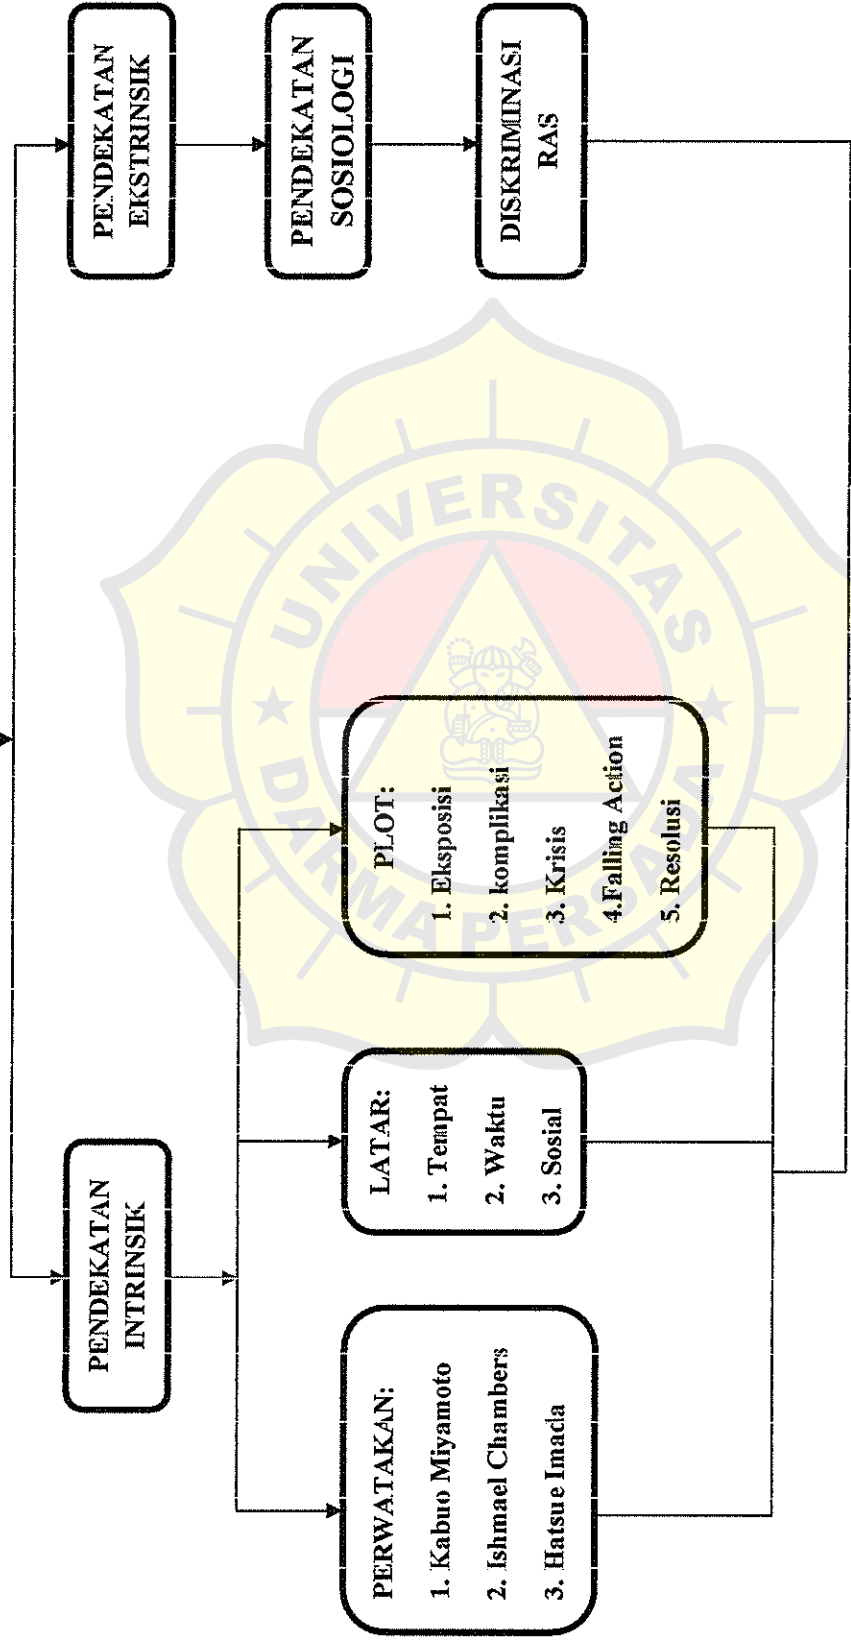 PENDEKATAN
INTRINSIK
PENDEKATAN
EKSTRINSIK
PENDEKATAN
SOSIOLOGI
DISKRIMINASI
RAS
PERWATAKAN:
1. Kabuo Miyamoto
2. Ishmael Chambers
3. Hatsue Imada
LATAR:
1. Tempat
2. Waktu
3. Sosial
PLOT:
1. Eksposisi
2. komplikasi
3. Krisis
4.Falling Action
5. Resolusi
UNIVERSITAS
DARMA PERSADA